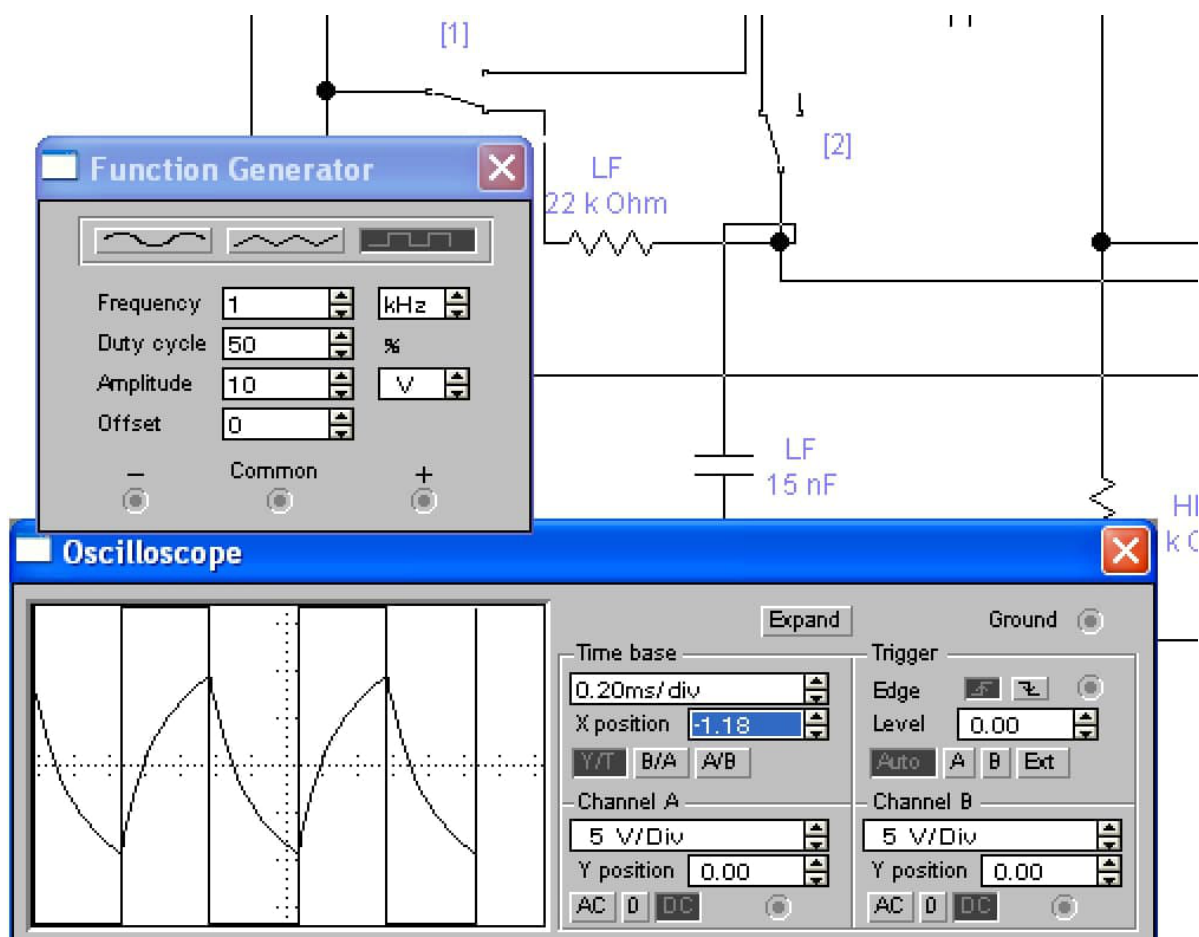 [1]
[2]
LF
22 k Ohm
LF
15 nF
Function Generator
Frequency 1 kHz
Duty cycle 50 %
Amplitude 10 V
Offset 0
− Common +
Oscilloscope
Expand Ground
Time base
0.20ms/div
X position -1.18
Y/T B/A A/B
Trigger
Edge
Level 0.00
Auto A B Ext
Channel A
5 V/Div
Y position 0.00
AC 0 DC
Channel B
5 V/Div
Y position 0.00
AC 0 DC